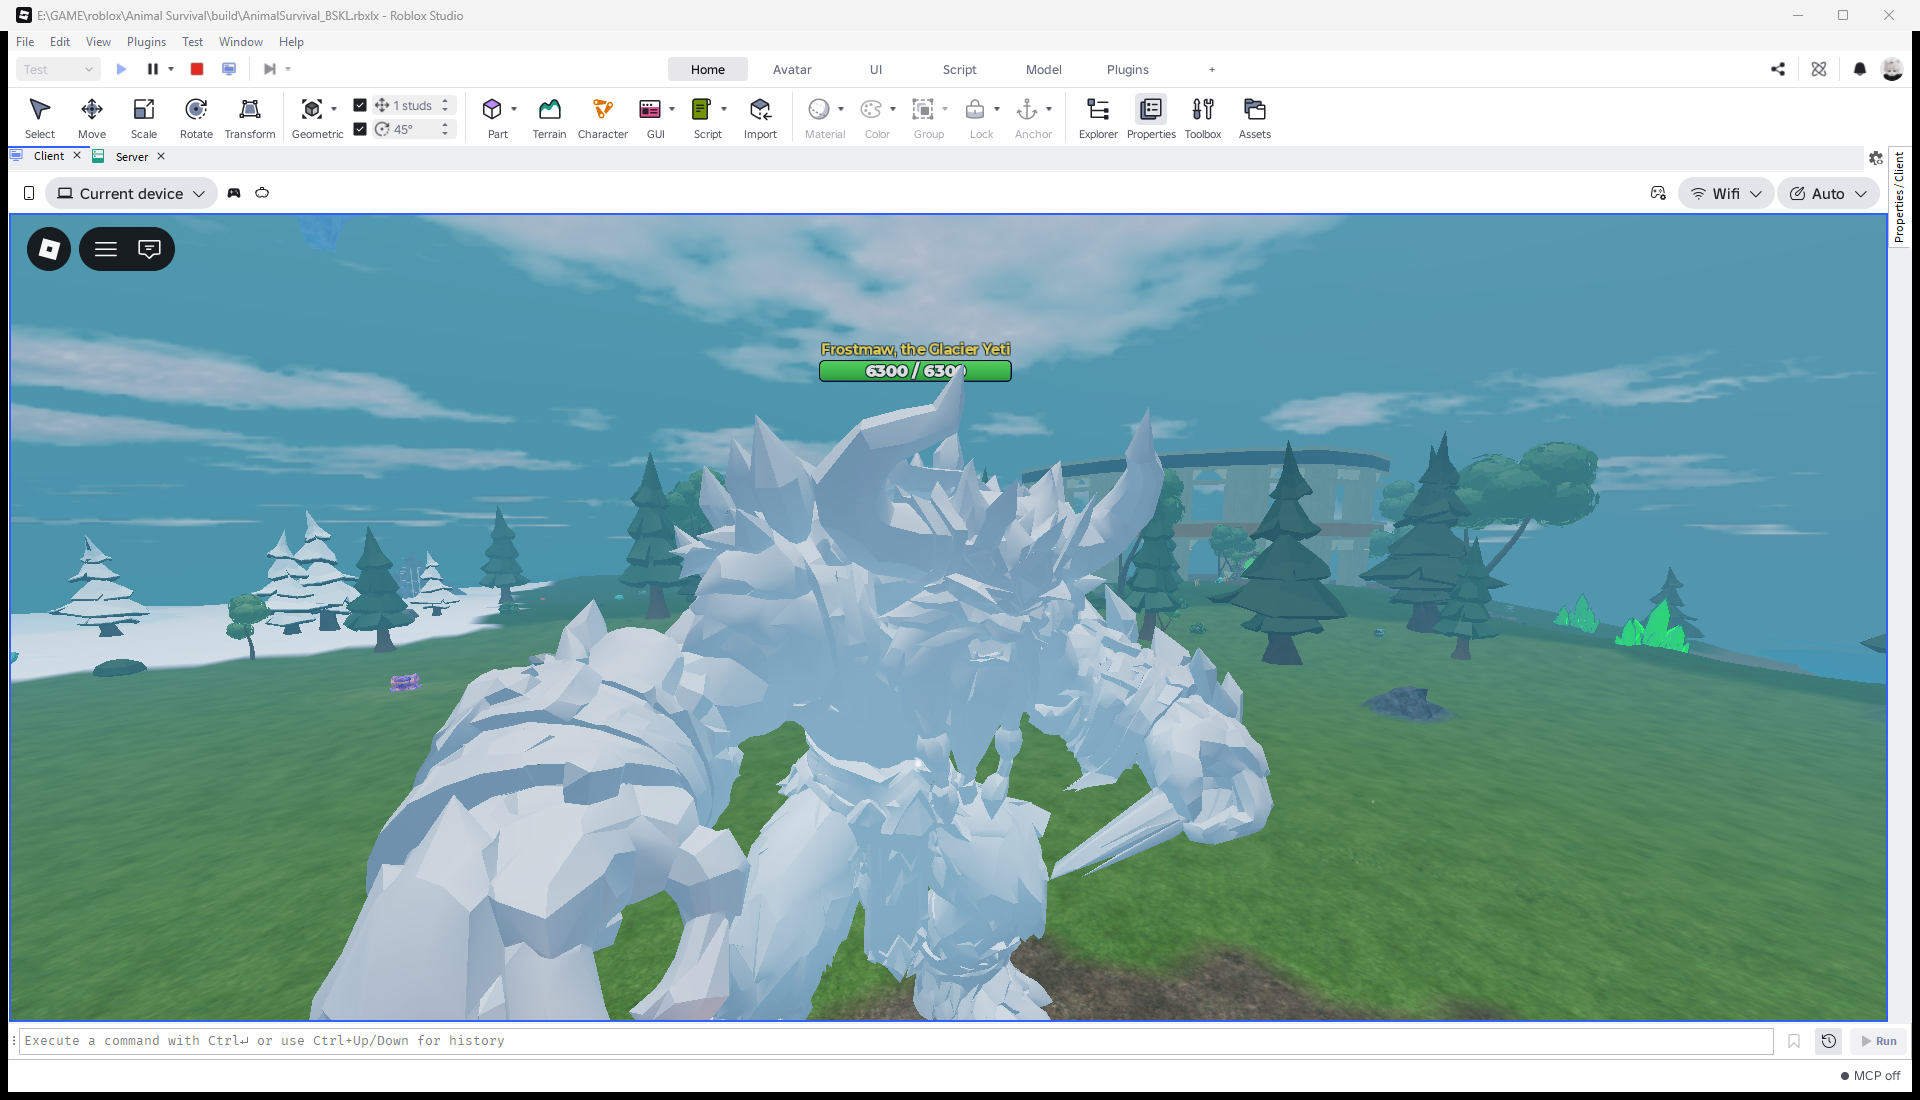 E:\GAME\roblox\Animal Survival\build\AnimalSurvival_BSKL.rbxlx - Roblox Studio
File Edit View Plugins Test Window Help
Test
Home Avatar UI Script Model Plugins +
1 studs
45°
Select Move Scale Rotate Transform Geometric Part Terrain Character GUI Script Import Material Color Group Lock Anchor Explorer Properties Toolbox Assets
Client Server
Properties / Client
Current device
Wifi
Auto
Frostmaw, the Glacier Yeti
6300 / 6300
Execute a command with Ctrl↵ or use Ctrl+Up/Down for history
Run
MCP off